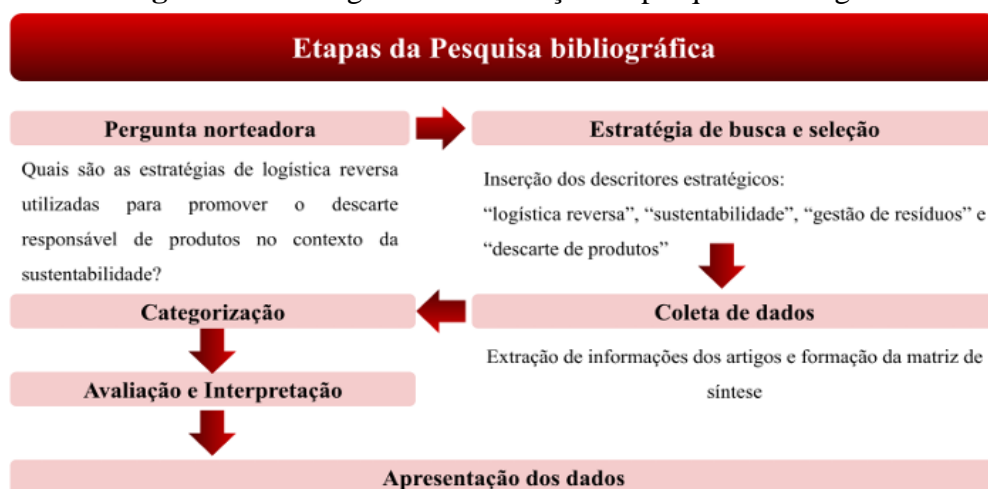 Etapas da Pesquisa bibliográfica
Pergunta norteadora
Quais são as estratégias de logística reversa
utilizadas para promover o descarte
responsável de produtos no contexto da
sustentabilidade?
Estratégia de busca e seleção
Inserção dos descritores estratégicos:
“logística reversa”, “sustentabilidade”, “gestão de resíduos” e
“descarte de produtos”
Coleta de dados
Extração de informações dos artigos e formação da matriz de
síntese
Categorização
Avaliação e Interpretação
Apresentação dos dados